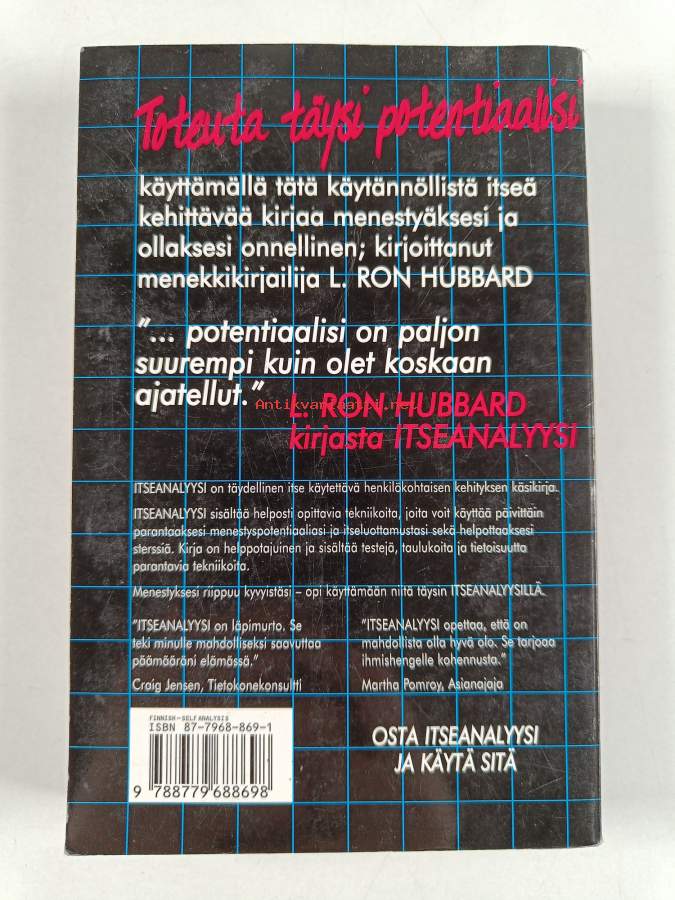 Toteuta täysi potentiaalisi
käyttämällä tätä käytännöllistä itseä
kehittävää kirjaa menestyäksesi ja
ollaksesi onnellinen; kirjoittanut
menekkikirjailija L. RON HUBBARD
"... potentiaalisi on paljon
suurempi kuin olet koskaan
ajatellut."
Antikvariaatti.net
L. RON HUBBARD
kirjasta ITSEANALYYSI
ITSEANALYYSI on täydellinen itse käytettävä henkilökohtaisen kehityksen käsikirja.
ITSEANALYYSI sisältää helposti opittavia tekniikoita, joita voit käyttää päivittäin
parantaaksesi menestyspotentiaaliasi ja itseluottamustasi sekä helpottaaksesi
sterssiä. Kirja on helppotajuinen ja sisältää testejä, taulukoita ja tietoisuutta
parantavia tekniikoita.
Menestyksesi riippuu kyvyistäsi – opi käyttämään niitä täysin ITSEANALYYSILLÄ.
"ITSEANALYYSI on läpimurto. Se
teki minulle mahdolliseksi saavuttaa
päämääräni elämässä."
Craig Jensen, Tietokonekonsultti
"ITSEANALYYSI opettaa, että on
mahdollista olla hyvä olo. Se tarjoaa
ihmishengelle kohennusta."
Martha Pomroy, Asianajaja
FINNISH-SELF ANALYSIS
ISBN 87-7968-869-1
9 788779 688698
OSTA ITSEANALYYSI
JA KÄYTÄ SITÄ